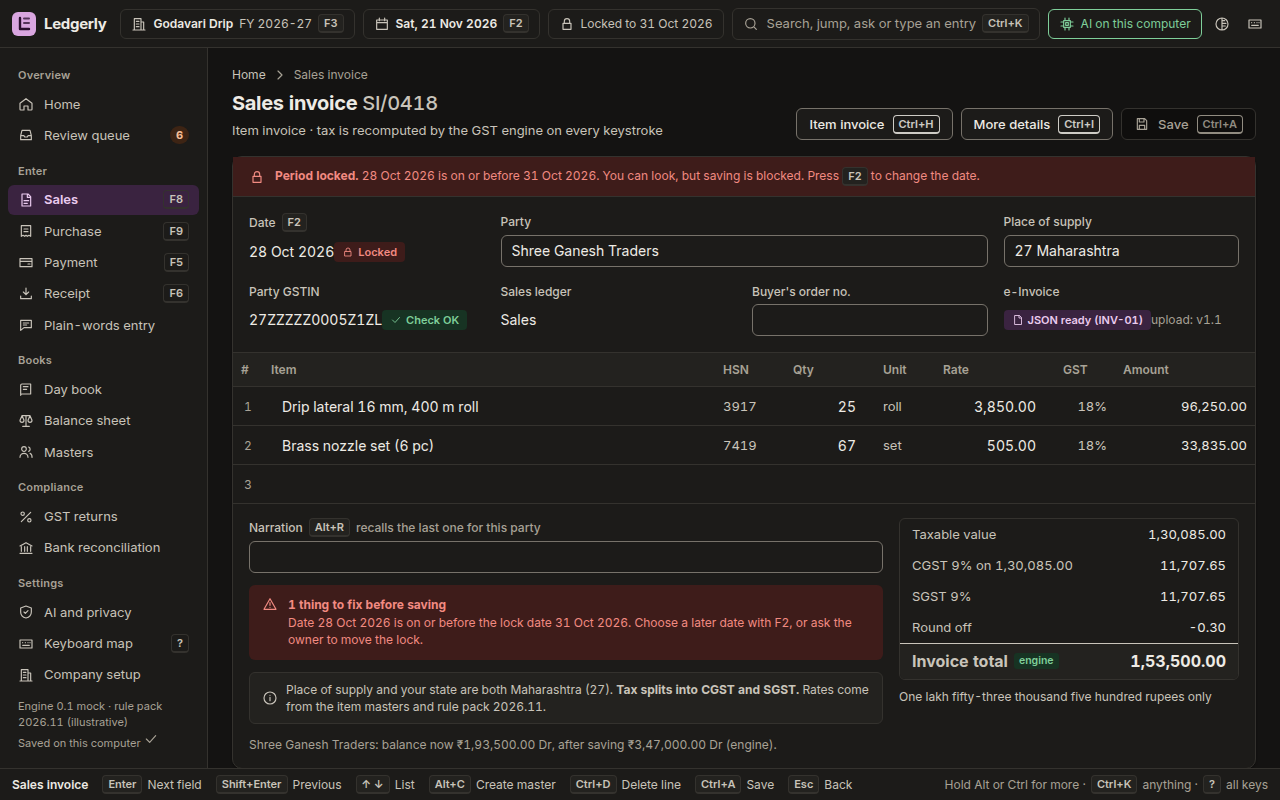 Ledgerly
Godavari Drip FY 2026-27 F3
Sat, 21 Nov 2026 F2
Locked to 31 Oct 2026
Search, jump, ask or type an entry Ctrl+K
AI on this computer
Overview
Home
Review queue 6
Enter
Sales F8
Purchase F9
Payment F5
Receipt F6
Plain-words entry
Books
Day book
Balance sheet
Masters
Compliance
GST returns
Bank reconciliation
Settings
AI and privacy
Keyboard map ?
Company setup
Engine 0.1 mock · rule pack
2026.11 (illustrative)
Saved on this computer
Home > Sales invoice
Sales invoice SI/0418
Item invoice · tax is recomputed by the GST engine on every keystroke
Item invoice Ctrl+H
More details Ctrl+I
Save Ctrl+A
Period locked. 28 Oct 2026 is on or before 31 Oct 2026. You can look, but saving is blocked. Press F2 to change the date.
Date F2
28 Oct 2026 Locked
Party
Shree Ganesh Traders
Place of supply
27 Maharashtra
Party GSTIN
27ZZZZZ0005Z1ZL Check OK
Sales ledger
Sales
Buyer's order no.
e-Invoice
JSON ready (INV-01) upload: v1.1
# Item HSN Qty Unit Rate GST Amount
1 Drip lateral 16 mm, 400 m roll 3917 25 roll 3,850.00 18% 96,250.00
2 Brass nozzle set (6 pc) 7419 67 set 505.00 18% 33,835.00
3
Narration Alt+R recalls the last one for this party
1 thing to fix before saving
Date 28 Oct 2026 is on or before the lock date 31 Oct 2026. Choose a later date with F2, or ask the
owner to move the lock.
Place of supply and your state are both Maharashtra (27). Tax splits into CGST and SGST. Rates come
from the item masters and rule pack 2026.11.
Shree Ganesh Traders: balance now ₹1,93,500.00 Dr, after saving ₹3,47,000.00 Dr (engine).
Taxable value 1,30,085.00
CGST 9% on 1,30,085.00 11,707.65
SGST 9% 11,707.65
Round off -0.30
Invoice total engine 1,53,500.00
One lakh fifty-three thousand five hundred rupees only
Sales invoice Enter Next field Shift+Enter Previous ↑↓ List Alt+C Create master Ctrl+D Delete line Ctrl+A Save Esc Back Hold Alt or Ctrl for more · Ctrl+K anything · ? all keys